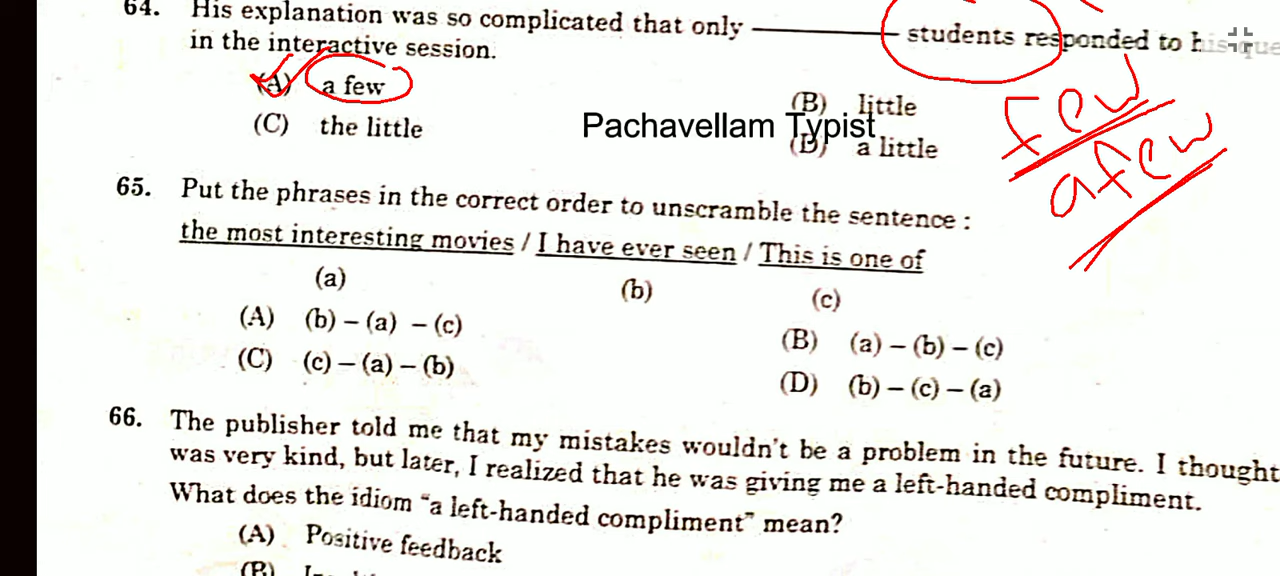 64. His explanation was so complicated that only ———— students responded to his que
in the interactive session.
(A) a few
(B) little
(C) the little
(D) a little
Pachavellam Typist
few
a few
65. Put the phrases in the correct order to unscramble the sentence :
the most interesting movies / I have ever seen / This is one of
(a) (b) (c)
(A) (b) – (a) – (c)
(B) (a) – (b) – (c)
(C) (c) – (a) – (b)
(D) (b) – (c) – (a)
66. The publisher told me that my mistakes wouldn't be a problem in the future. I thought
was very kind, but later, I realized that he was giving me a left-handed compliment.
What does the idiom "a left-handed compliment" mean?
(A) Positive feedback
(B)